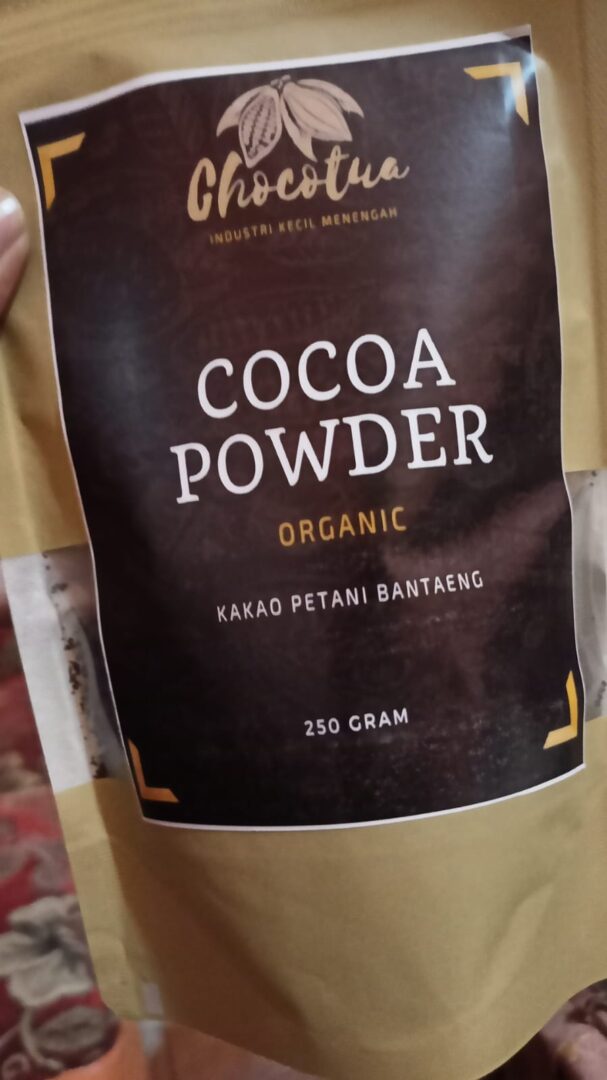 Chocotua
INDUSTRI KECIL MENENGAH
COCOA
POWDER
ORGANIC
KAKAO PETANI BANTAENG
250 GRAM